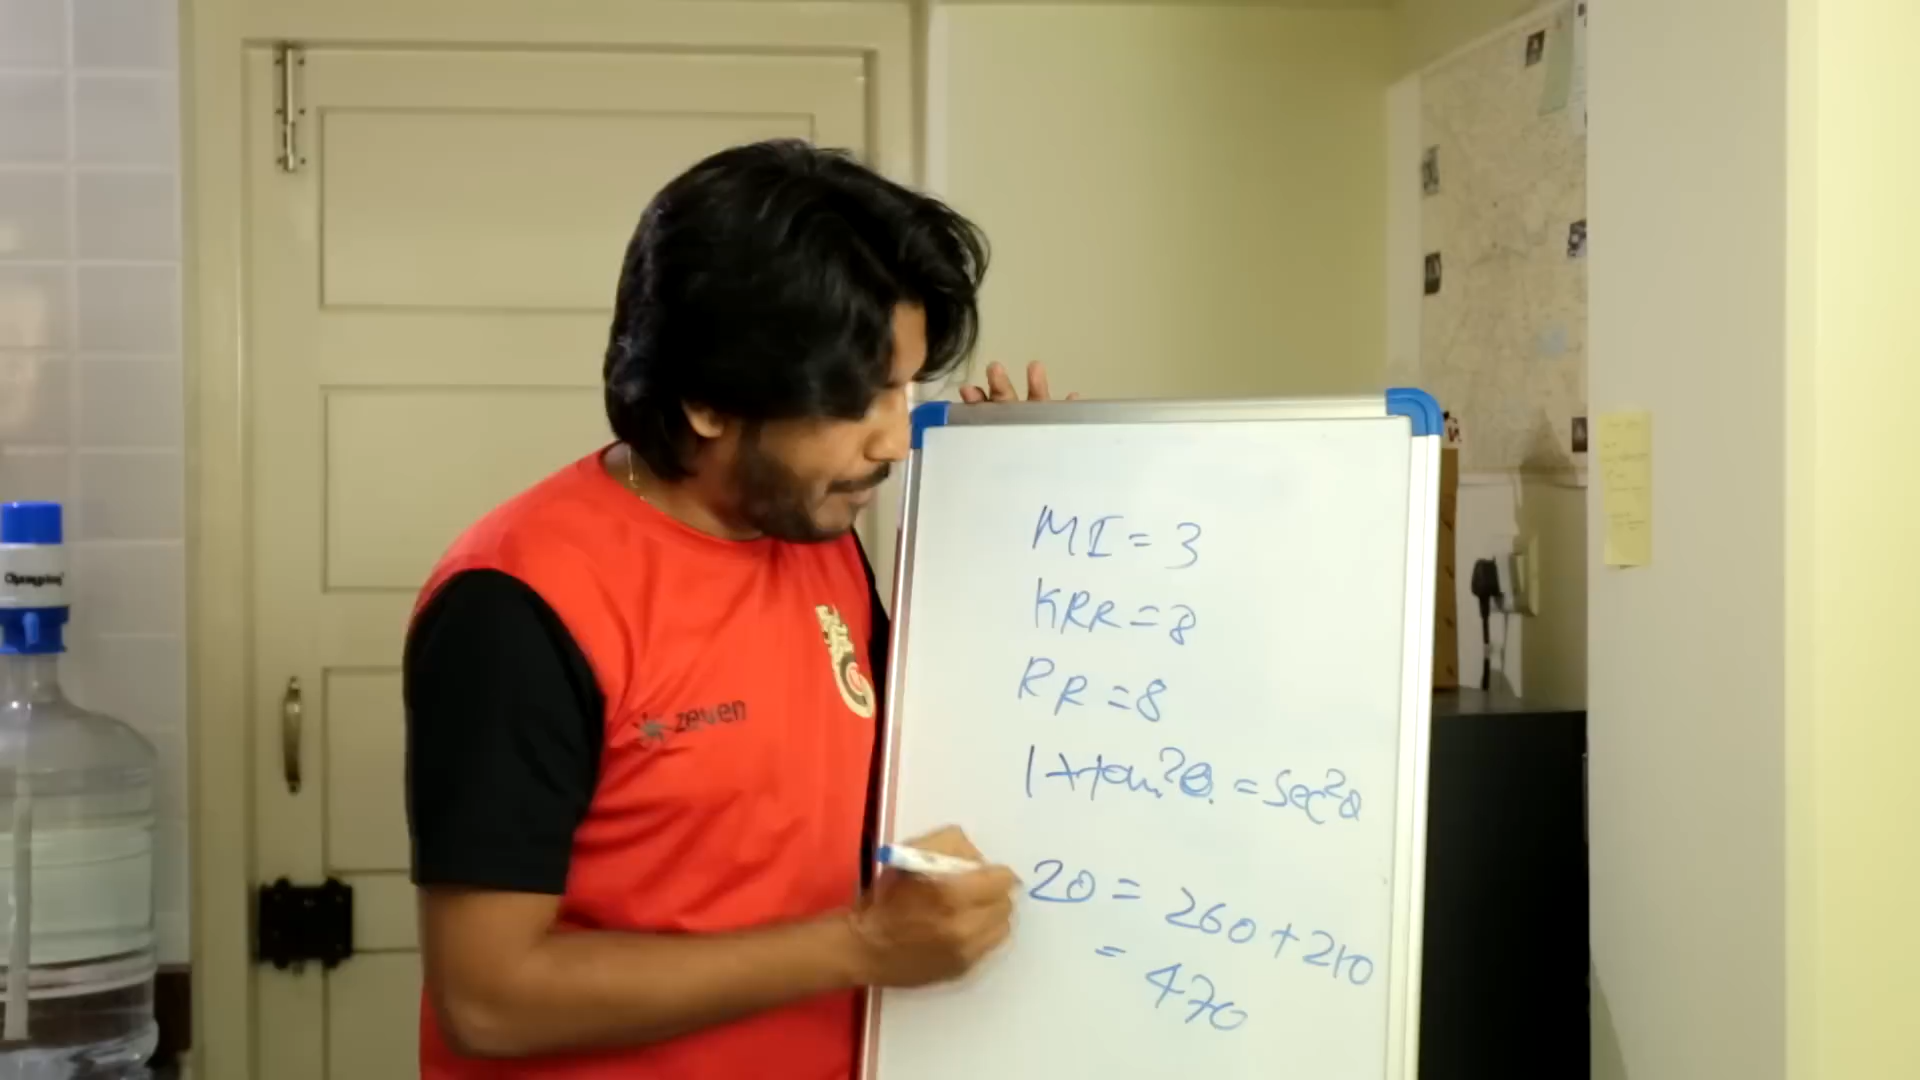 MI = 3
KRR = 8
RR = 8
1+tan²θ = Sec²θ
20 = 260 + 210
= 470
zeven